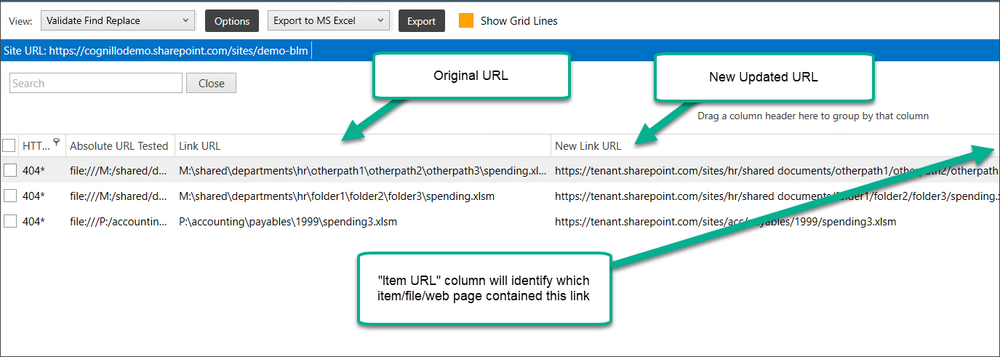 View: Validate Find Replace Options Export to MS Excel Export Show Grid Lines
Site URL: https://cognillodemo.sharepoint.com/sites/demo-blm
Original URL
New Updated URL
Search Close
Drag a column header here to group by that column
HTT... Absolute URL Tested Link URL New Link URL
404* file:///M:/shared/d... M:\shared\departments\hr\otherpath1\otherpath2\otherpath3\spending.xl... https://tenant.sharepoint.com/sites/hr/shared documents/otherpath1/otherpath2/otherpath
404* file:///M:/shared/d... M:\shared\departments\hr\folder1\folder2\folder3\spending.xlsm https://tenant.sharepoint.com/sites/hr/shared documents/folder1/folder2/folder3/spending.x
404* file:///P:/accountin... P:\accounting\payables\1999\spending3.xlsm https://tenant.sharepoint.com/sites/acc/payables/1999/spending3.xlsm
"Item URL" column will identify which
item/file/web page contained this link